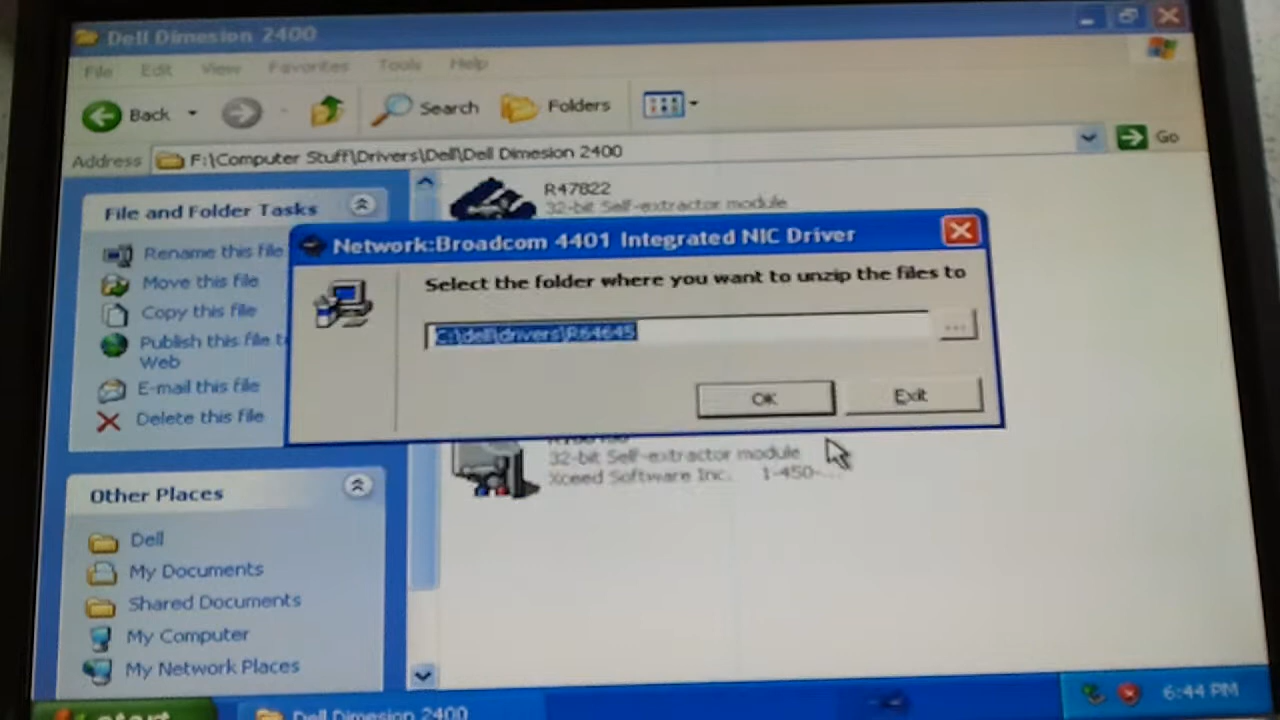 Dell Dimesion 2400
File Edit View Favorites Tools Help
Back Search Folders
Address F:\Computer Stuff\Drivers\Dell\Dell Dimesion 2400 Go
File and Folder Tasks
Rename this file
Move this file
Copy this file
Publish this file t
Web
E-mail this file
Delete this file
Other Places
Dell
My Documents
Shared Documents
My Computer
My Network Places
R47822
32-bit Self-extractor module
Network:Broadcom 4401 Integrated NIC Driver
Select the folder where you want to unzip the files to
C:\dell\drivers\R64645
...
OK Exit
32-bit Self-extractor module
Xceed Software Inc. 1-450-...
start Dell Dimesion 2400 6:44 PM